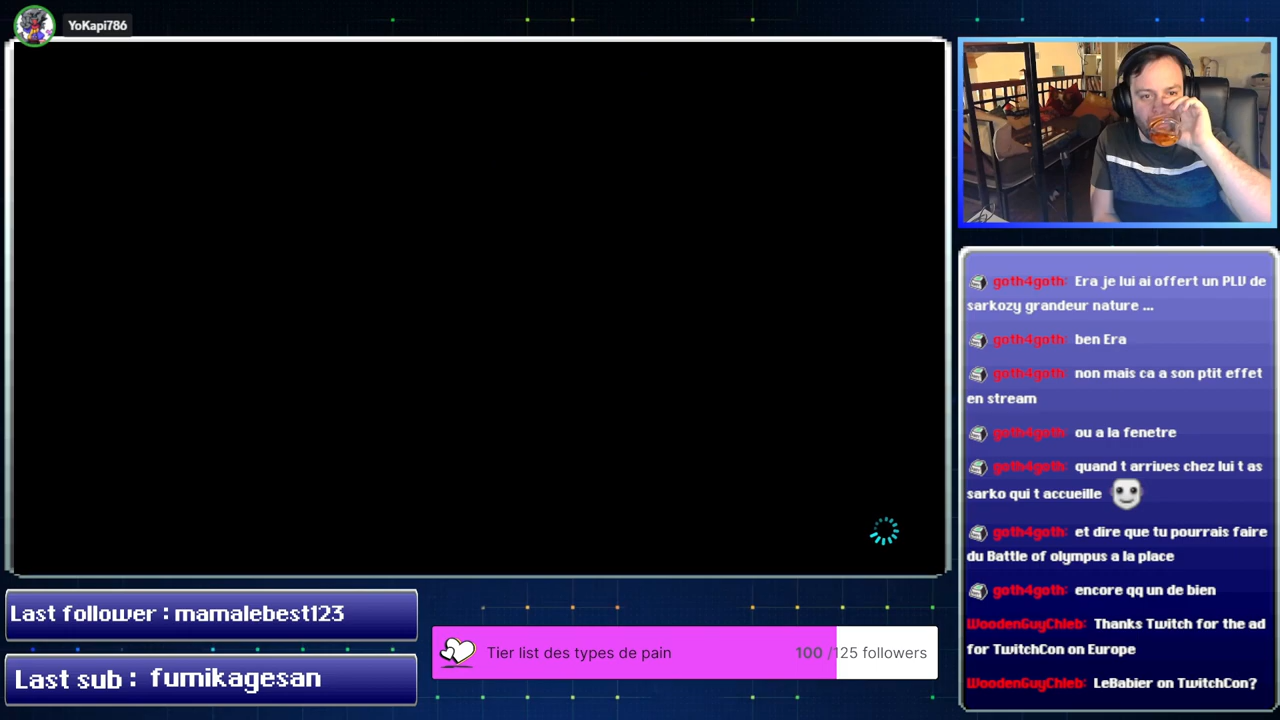 YoKapi786
goth4goth: Era je lui ai offert un PLV de
sarkozy grandeur nature ...
goth4goth: ben Era
goth4goth: non mais ca a son ptit effet
en stream
goth4goth: ou a la fenetre
goth4goth: quand t arrives chez lui t as
sarko qui t accueille
goth4goth: et dire que tu pourrais faire
du Battle of olympus a la place
goth4goth: encore qq un de bien
WoodenGuyChleb: Thanks Twitch for the ad
for TwitchCon on Europe
WoodenGuyChleb: LeBabier on TwitchCon?
Last follower : mamalebest123
Last sub : fumikagesan
Tier list des types de pain 100 /125 followers